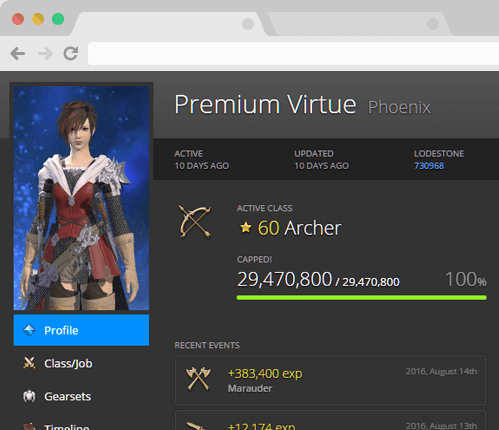 Premium Virtue Phoenix
ACTIVE UPDATED LODESTONE
10 DAYS AGO 10 DAYS AGO 730968
ACTIVE CLASS
60 Archer
CAPPED!
29,470,800 / 29,470,800 100%
Profile
Class/Job
Gearsets
Timeline
RECENT EVENTS
+383,400 exp 2016, August 14th
Marauder
+12,174 exp 2016, August 13th